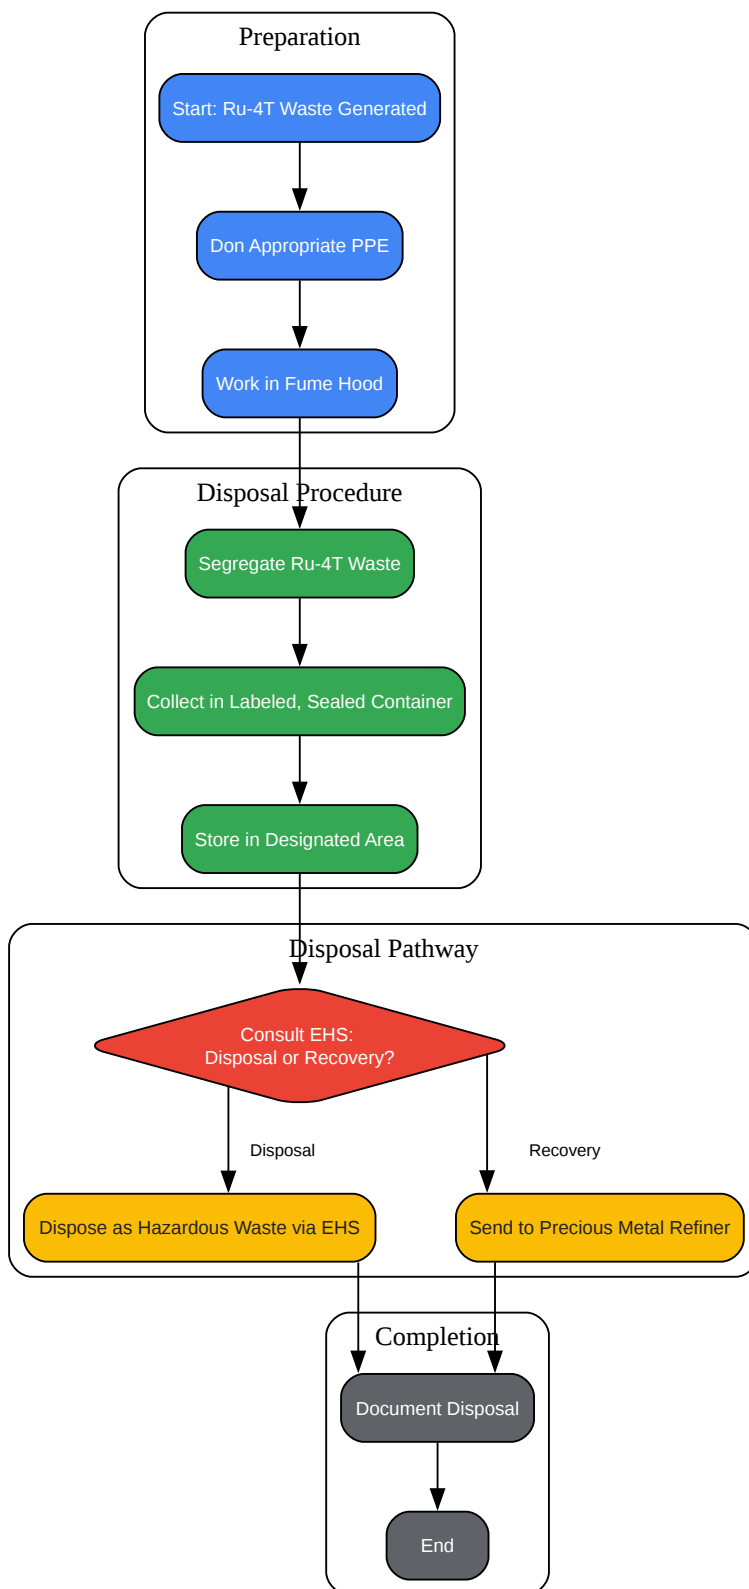 Preparation
Start: Ru-4T Waste Generated
Don Appropriate PPE
Work in Fume Hood
Disposal Procedure
Segregate Ru-4T Waste
Collect in Labeled, Sealed Container
Store in Designated Area
Disposal Pathway
Consult EHS:
Disposal or Recovery?
Disposal
Recovery
Dispose as Hazardous Waste via EHS
Send to Precious Metal Refiner
Completion
Document Disposal
End